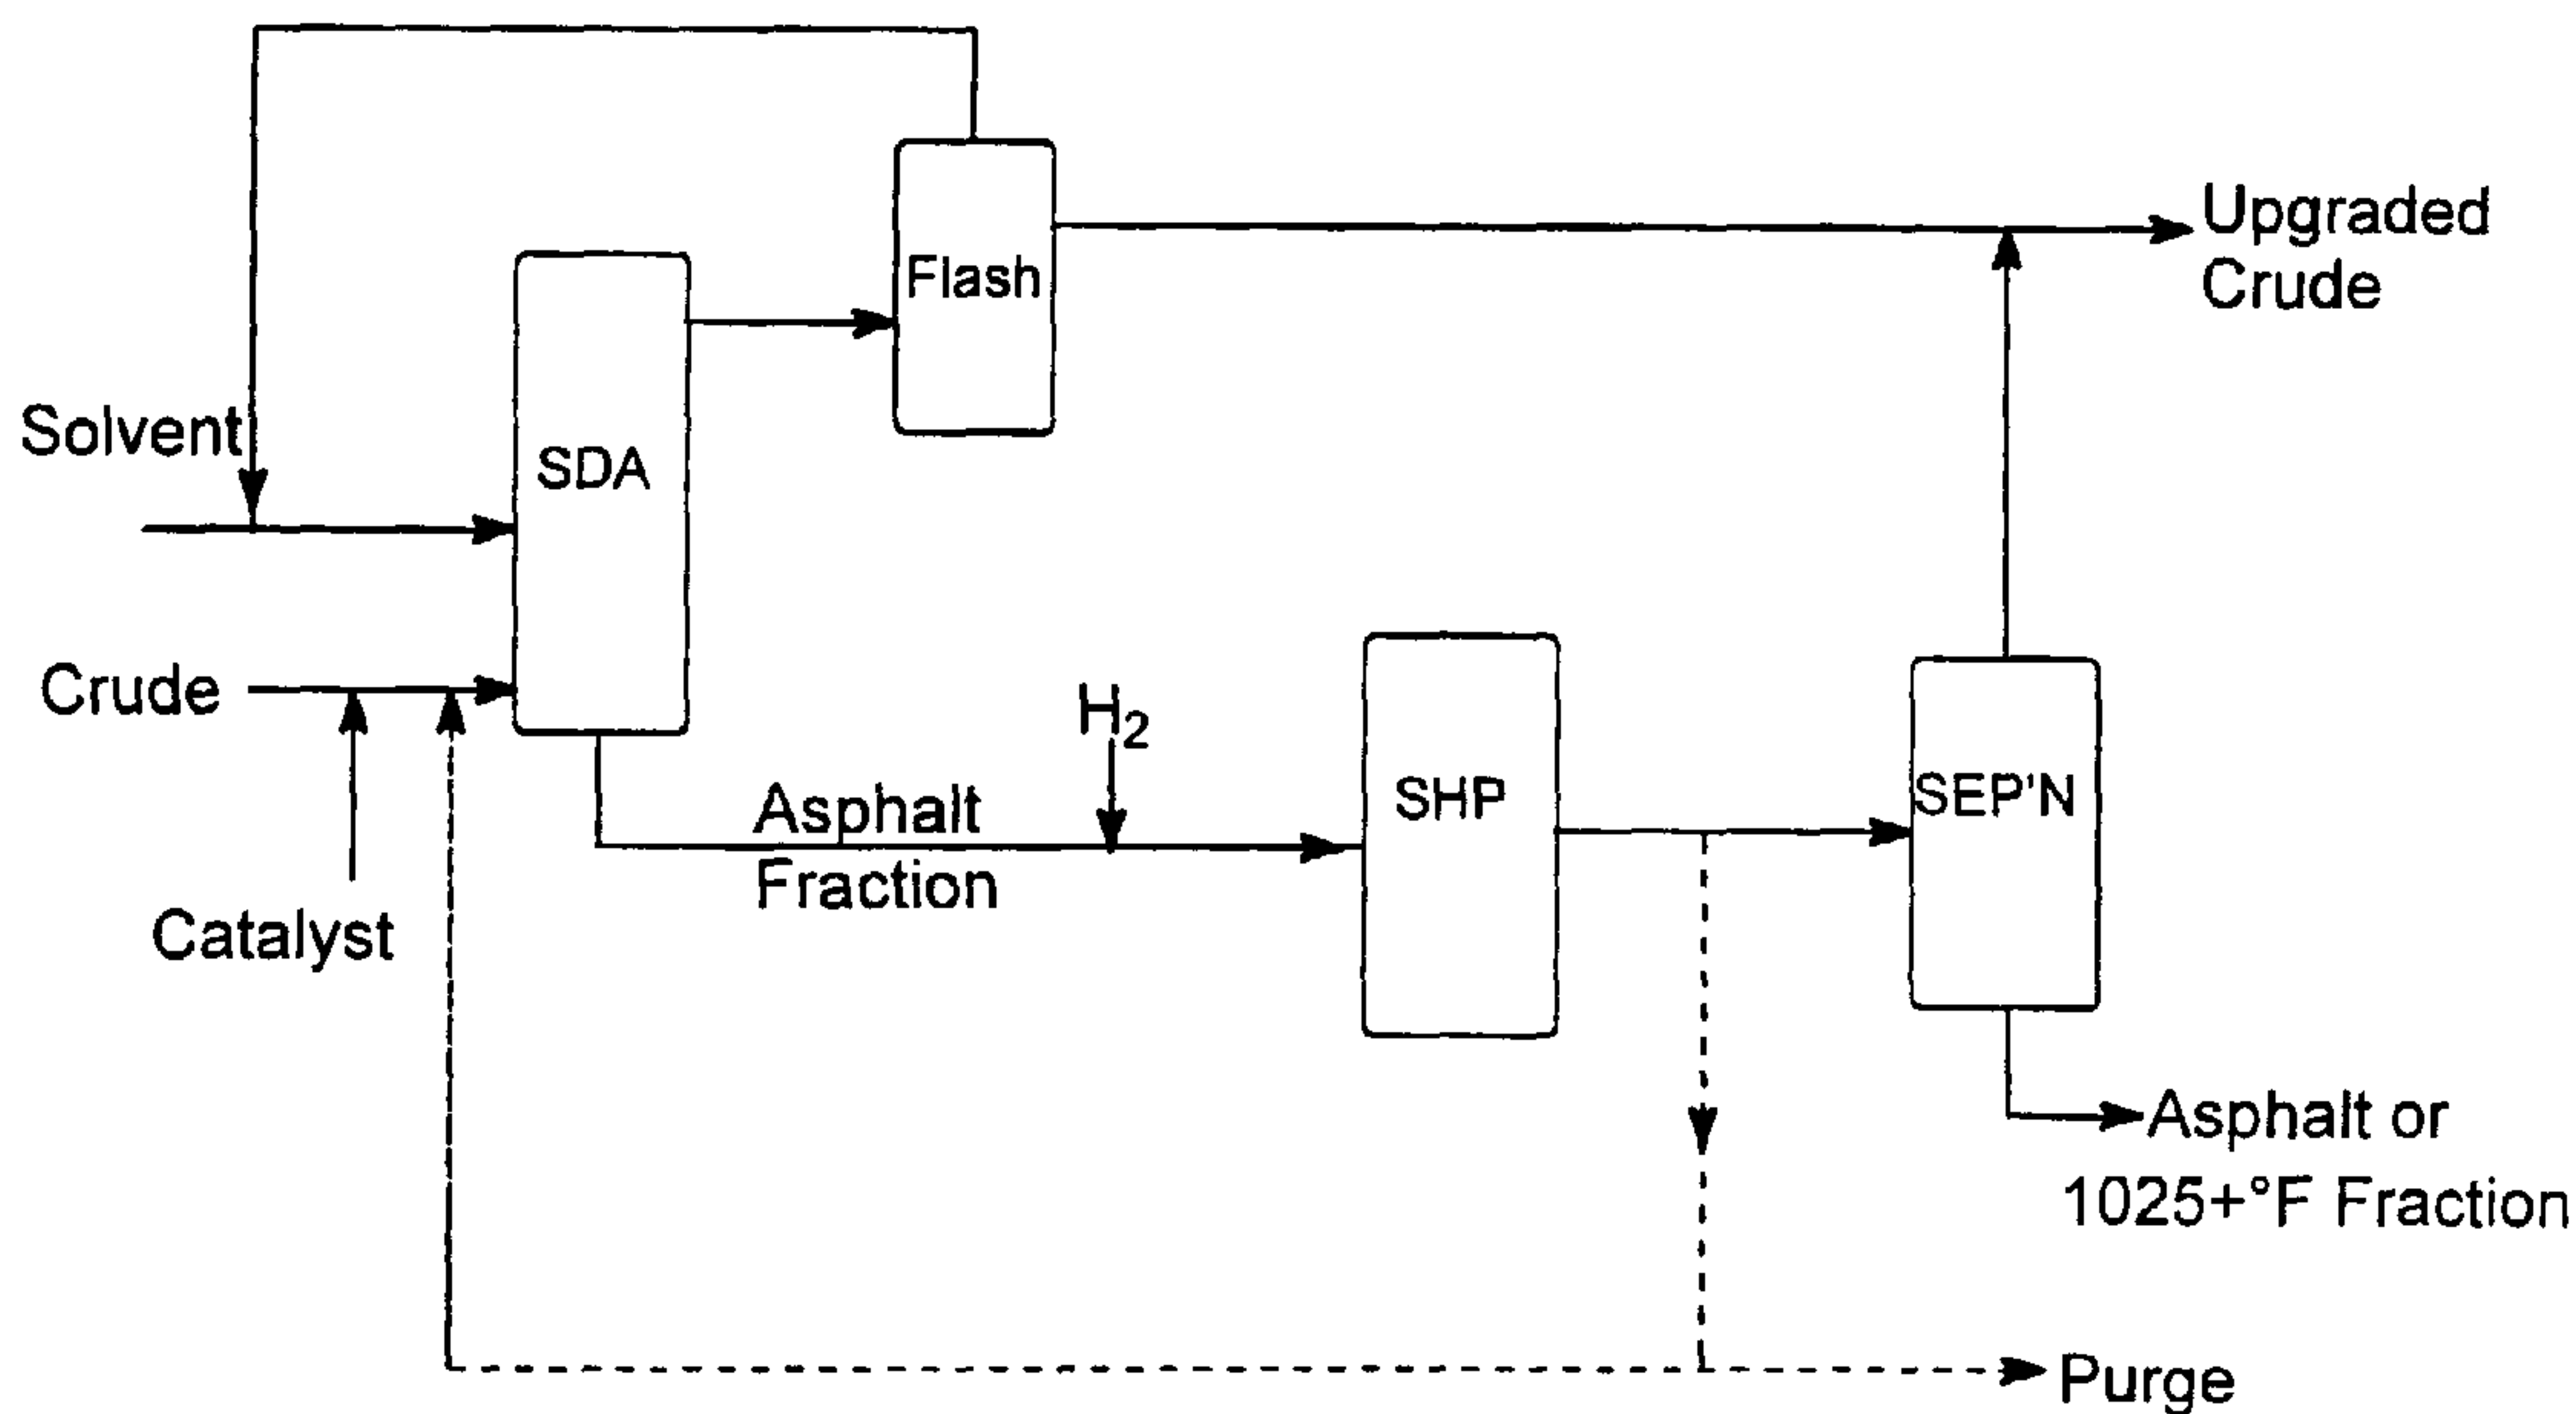 Upgraded
Crude
Flash
Solvent
SDA
Crude
H₂
SEP'N
SHP
Asphalt
Fraction
Catalyst
Asphalt or
1025+°F Fraction
Purge